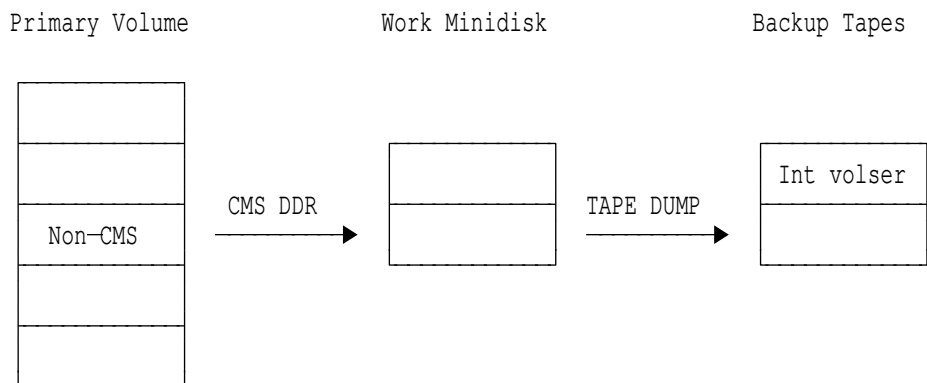 Primary Volume Work Minidisk Backup Tapes
Int volser
CMS DDR TAPE DUMP
Non-CMS